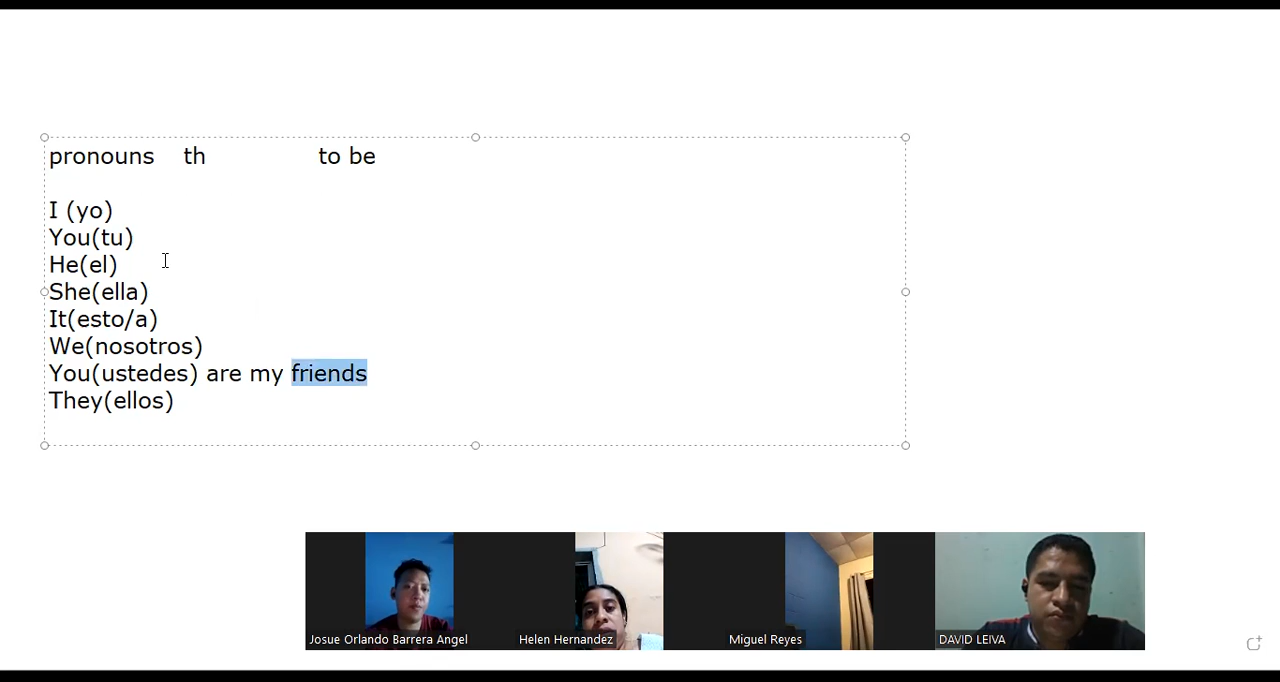 pronouns th to be
I (yo)
You(tu)
He(el)
She(ella)
It(esto/a)
We(nosotros)
You(ustedes) are my friends
They(ellos)
Josue Orlando Barrera Angel
Helen Hernandez
Miguel Reyes
DAVID LEIVA